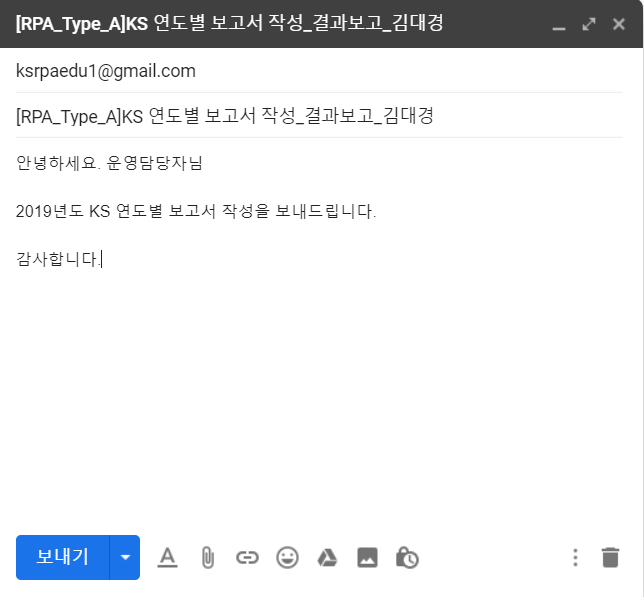 [RPA_Type_A]KS 연도별 보고서 작성_결과보고_김대경
ksrpaedu1@gmail.com
[RPA_Type_A]KS 연도별 보고서 작성_결과보고_김대경
안녕하세요. 운영담당자님
2019년도 KS 연도별 보고서 작성을 보내드립니다.
감사합니다.
보내기